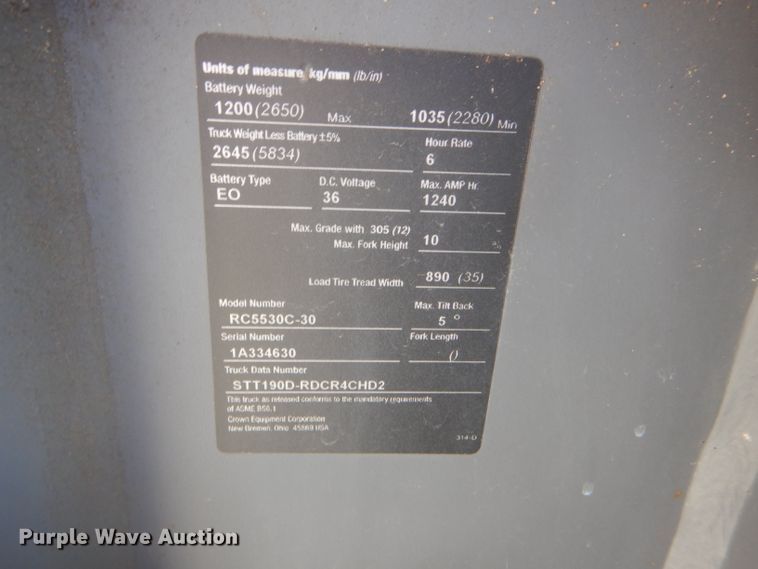 Units of measure kg/mm (lb/in)
Battery Weight
1200 (2650) Max 1035 (2280) Min
Truck Weight Less Battery ±5% Hour Rate
2645 (5834) 6
Battery Type D.C. Voltage Max. AMP Hr.
EO 36 1240
Max. Grade with 305 (12)
Max. Fork Height 10 %
Load Tire Tread Width 890 (35)
Model Number Max. Tilt Back
RC5530C-30 5 °
Serial Number Fork Length
1A334630 ()
Truck Data Number
STT190D-RDCR4CHD2
This truck as released conforms to the mandatory requirements
of ASME B56.1
Crown Equipment Corporation
New Bremen, Ohio 45869 USA
314-D
Purple Wave Auction